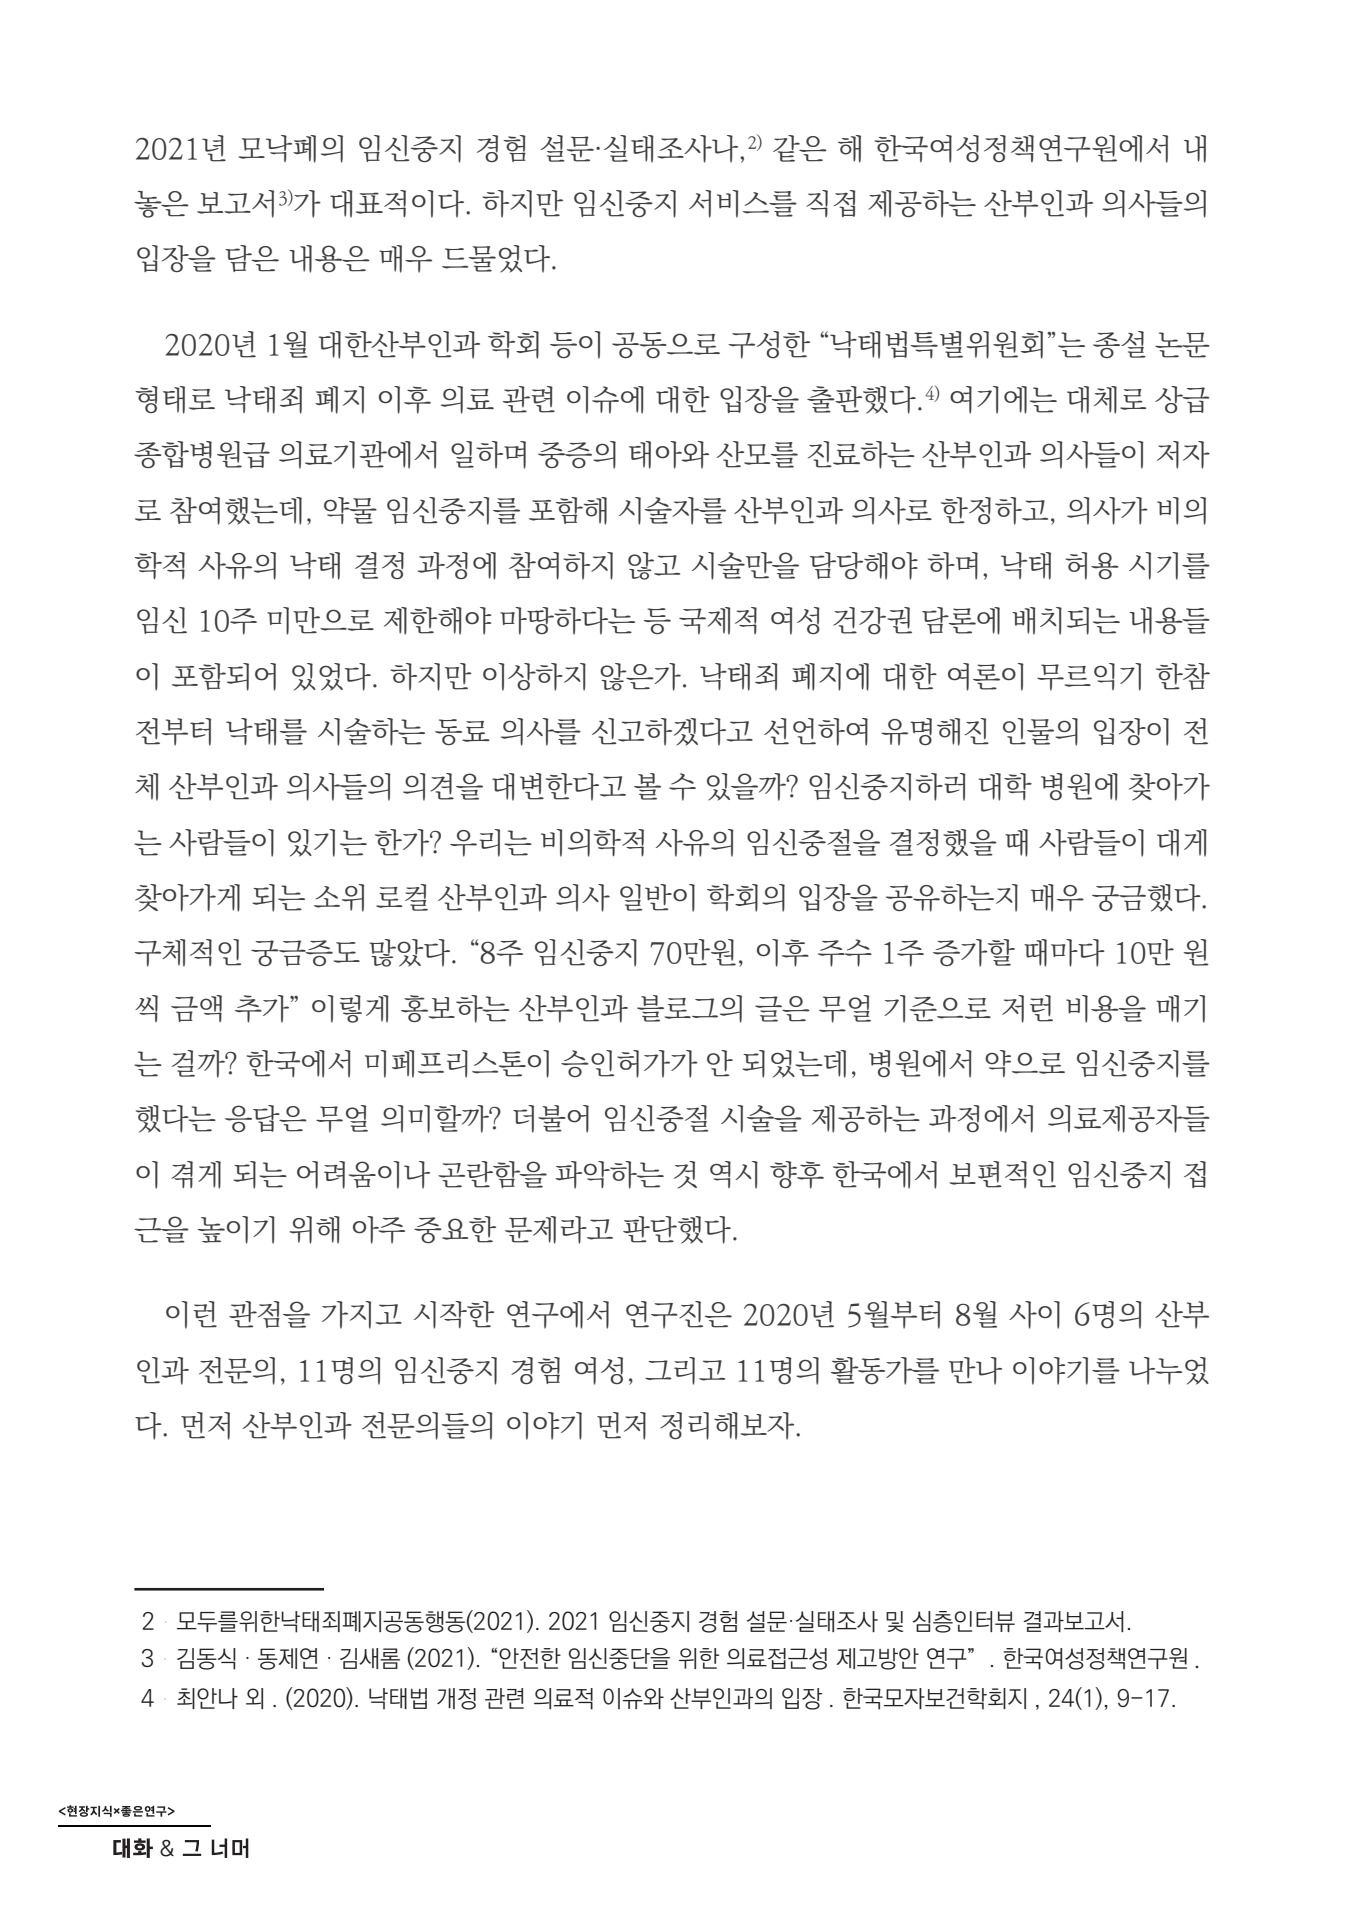 2021년 모낙폐의 임신중지 경험 설문·실태조사나,2) 같은 해 한국여성정책연구원에서 내
놓은 보고서3)가 대표적이다. 하지만 임신중지 서비스를 직접 제공하는 산부인과 의사들의
입장을 담은 내용은 매우 드물었다.
2020년 1월 대한산부인과 학회 등이 공동으로 구성한 “낙태법특별위원회”는 종설 논문
형태로 낙태죄 폐지 이후 의료 관련 이슈에 대한 입장을 출판했다.4) 여기에는 대체로 상급
종합병원급 의료기관에서 일하며 중증의 태아와 산모를 진료하는 산부인과 의사들이 저자
로 참여했는데, 약물 임신중지를 포함해 시술자를 산부인과 의사로 한정하고, 의사가 비의
학적 사유의 낙태 결정 과정에 참여하지 않고 시술만을 담당해야 하며, 낙태 허용 시기를
임신 10주 미만으로 제한해야 마땅하다는 등 국제적 여성 건강권 담론에 배치되는 내용들
이 포함되어 있었다. 하지만 이상하지 않은가. 낙태죄 폐지에 대한 여론이 무르익기 한참
전부터 낙태를 시술하는 동료 의사를 신고하겠다고 선언하여 유명해진 인물의 입장이 전
체 산부인과 의사들의 의견을 대변한다고 볼 수 있을까? 임신중지하러 대학 병원에 찾아가
는 사람들이 있기는 한가? 우리는 비의학적 사유의 임신중절을 결정했을 때 사람들이 대게
찾아가게 되는 소위 로컬 산부인과 의사 일반이 학회의 입장을 공유하는지 매우 궁금했다.
구체적인 궁금증도 많았다. “8주 임신중지 70만원, 이후 주수 1주 증가할 때마다 10만 원
씩 금액 추가” 이렇게 홍보하는 산부인과 블로그의 글은 무얼 기준으로 저런 비용을 매기
는 걸까? 한국에서 미페프리스톤이 승인허가가 안 되었는데, 병원에서 약으로 임신중지를
했다는 응답은 무얼 의미할까? 더불어 임신중절 시술을 제공하는 과정에서 의료제공자들
이 겪게 되는 어려움이나 곤란함을 파악하는 것 역시 향후 한국에서 보편적인 임신중지 접
근을 높이기 위해 아주 중요한 문제라고 판단했다.
이런 관점을 가지고 시작한 연구에서 연구진은 2020년 5월부터 8월 사이 6명의 산부
인과 전문의, 11명의 임신중지 경험 여성, 그리고 11명의 활동가를 만나 이야기를 나누었
다. 먼저 산부인과 전문의들의 이야기 먼저 정리해보자.
2 · 모두를위한낙태죄폐지공동행동(2021). 2021 임신중지 경험 설문·실태조사 및 심층인터뷰 결과보고서.
3 · 김동식 · 동제연 · 김새롬 (2021). “안전한 임신중단을 위한 의료접근성 제고방안 연구” . 한국여성정책연구원 .
4 · 최안나 외 . (2020). 낙태법 개정 관련 의료적 이슈와 산부인과의 입장 . 한국모자보건학회지 , 24(1), 9-17.
<현장지식×좋은연구>
대화 & 그 너머